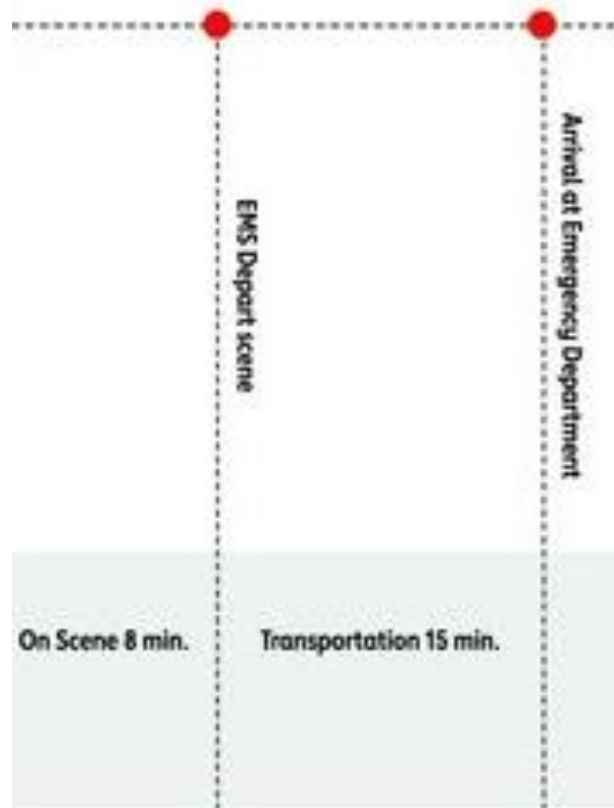 EMS Depart scene
Arrival at Emergency Department
On Scene 8 min.
Transportation 15 min.